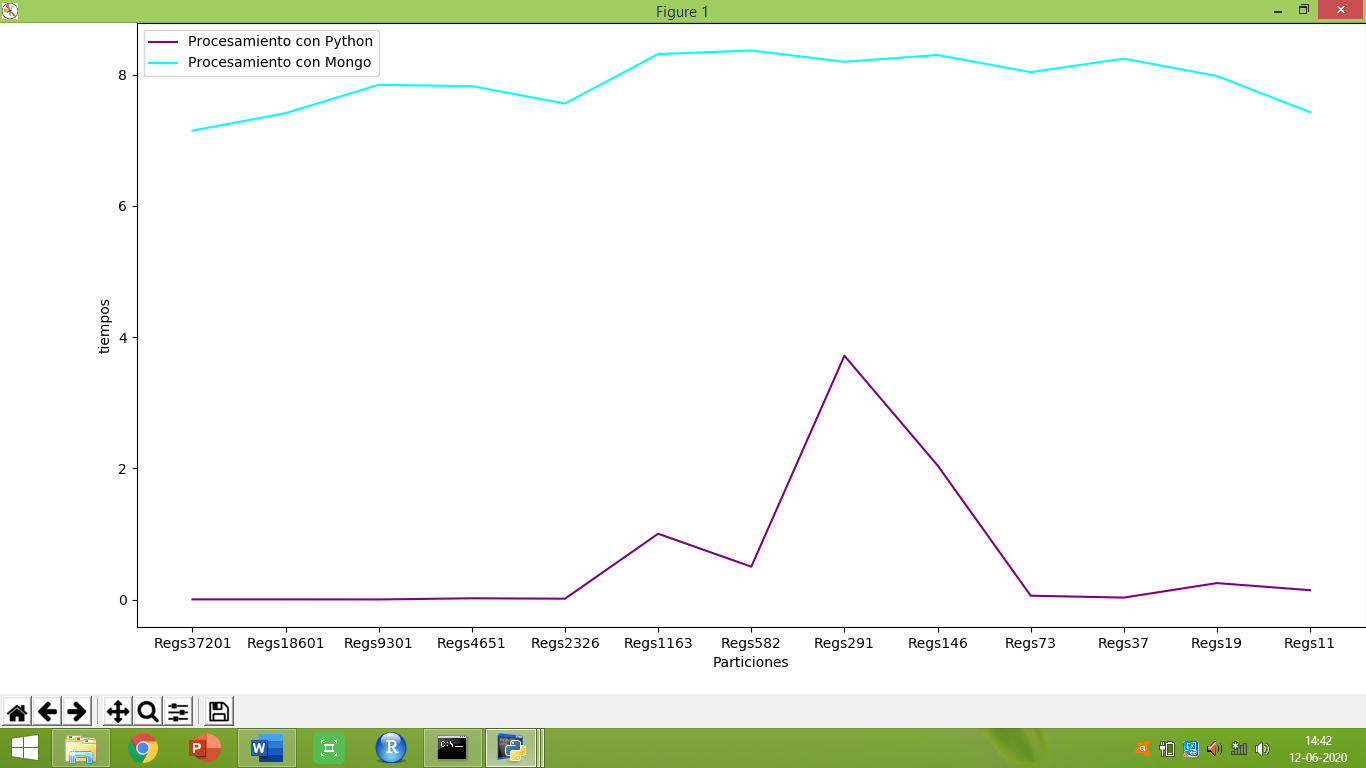 Figure 1
Procesamiento con Python
Procesamiento con Mongo
8
6
4
2
0
tiempos
Regs37201 Regs18601 Regs9301 Regs4651 Regs2326 Regs1163 Regs582 Regs291 Regs146 Regs73 Regs37 Regs19 Regs11
Particiones
C:\
14:42
12-06-2020